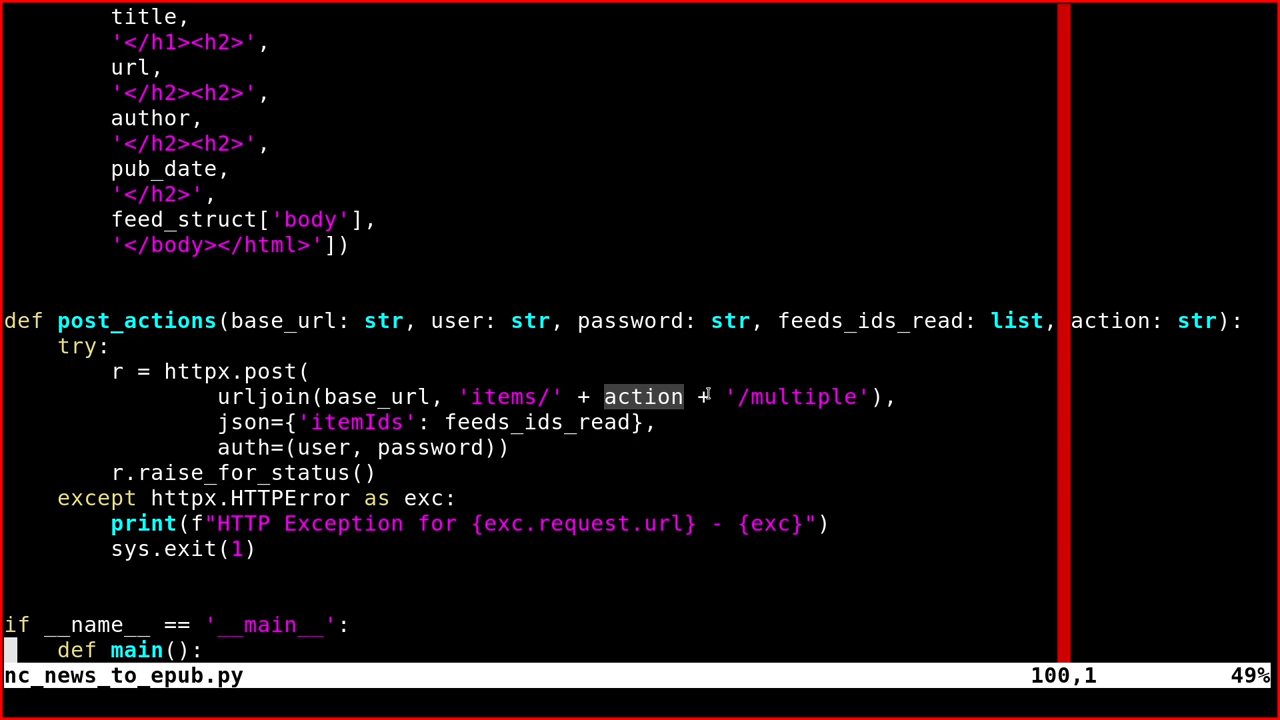 title,
'</h1><h2>',
url,
'</h2><h2>',
author,
'</h2><h2>',
pub_date,
'</h2>',
feed_struct['body'],
'</body></html>'])
def post_actions(base_url: str, user: str, password: str, feeds_ids_read: list, action: str):
try:
r = httpx.post(
urljoin(base_url, 'items/' + action + '/multiple'),
json={'itemIds': feeds_ids_read},
auth=(user, password))
r.raise_for_status()
except httpx.HTTPError as exc:
print(f"HTTP Exception for {exc.request.url} - {exc}")
sys.exit(1)
if __name__ == '__main__':
def main():
nc_news_to_epub.py 100,1 49%